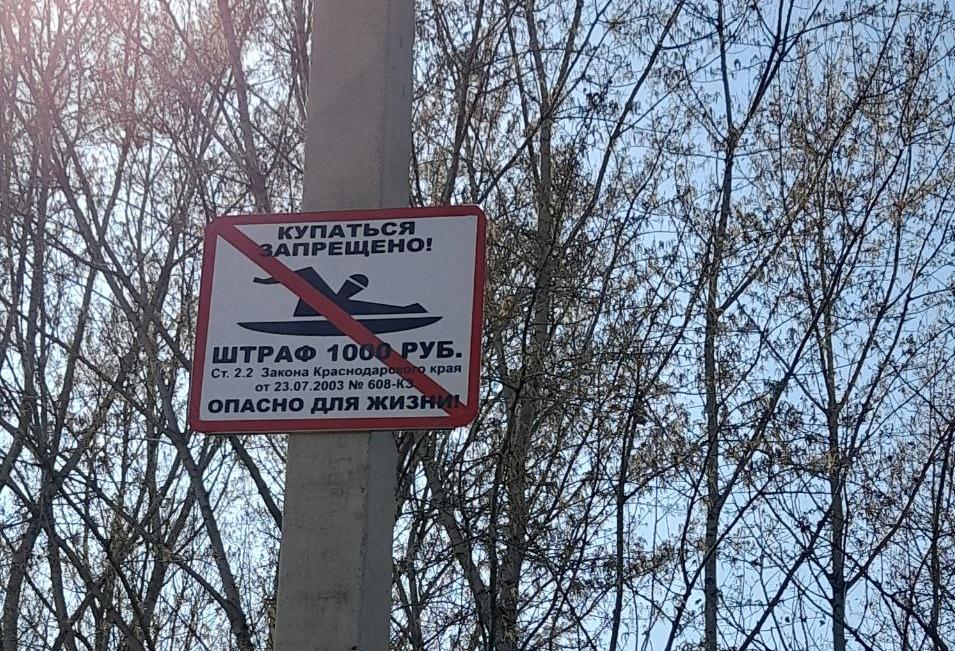 КУПАТЬСЯ
ЗАПРЕЩЕНО!
ШТРАФ 1000 РУБ.
Ст. 2.2 Закона Краснодарского края
от 23.07.2003 № 608-КЗ
ОПАСНО ДЛЯ ЖИЗНИ!